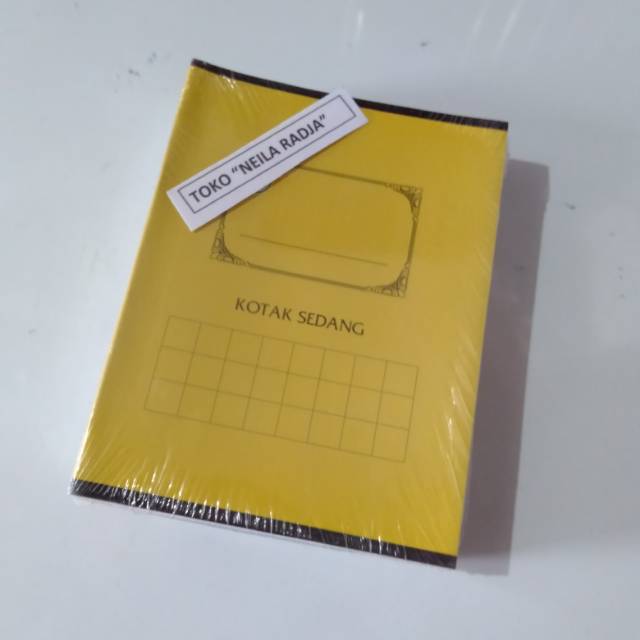 TOKO "NEILA RADJA"
KOTAK SEDANG